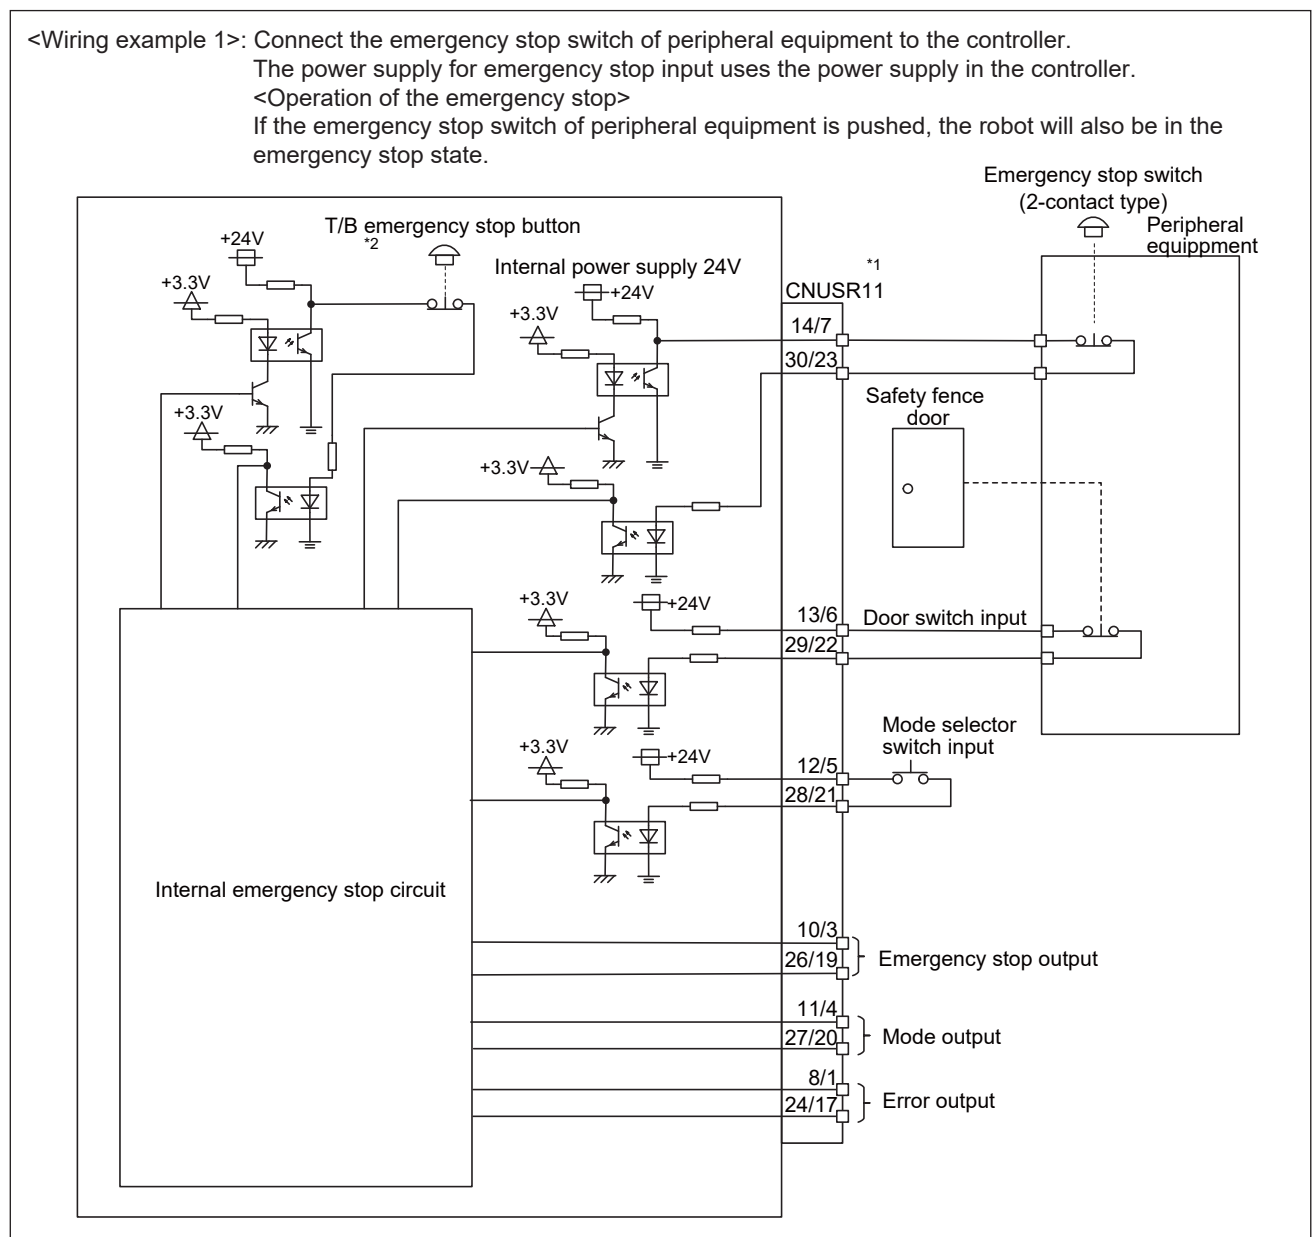 <Wiring example 1>: Connect the emergency stop switch of peripheral equipment to the controller.
The power supply for emergency stop input uses the power supply in the controller.
<Operation of the emergency stop>
If the emergency stop switch of peripheral equipment is pushed, the robot will also be in the
emergency stop state.
Emergency stop switch
(2-contact type)
Peripheral
equippment
T/B emergency stop button
*2
+24V
+3.3V
Internal power supply 24V
+24V
+3.3V
*1
CNUSR11
14/7
30/23
+3.3V
+3.3V
Safety fence
door
+3.3V
+24V
13/6
Door switch input
29/22
Mode selector
switch input
+3.3V
+24V
12/5
28/21
Internal emergency stop circuit
10/3
26/19
Emergency stop output
11/4
27/20
Mode output
8/1
24/17
Error output